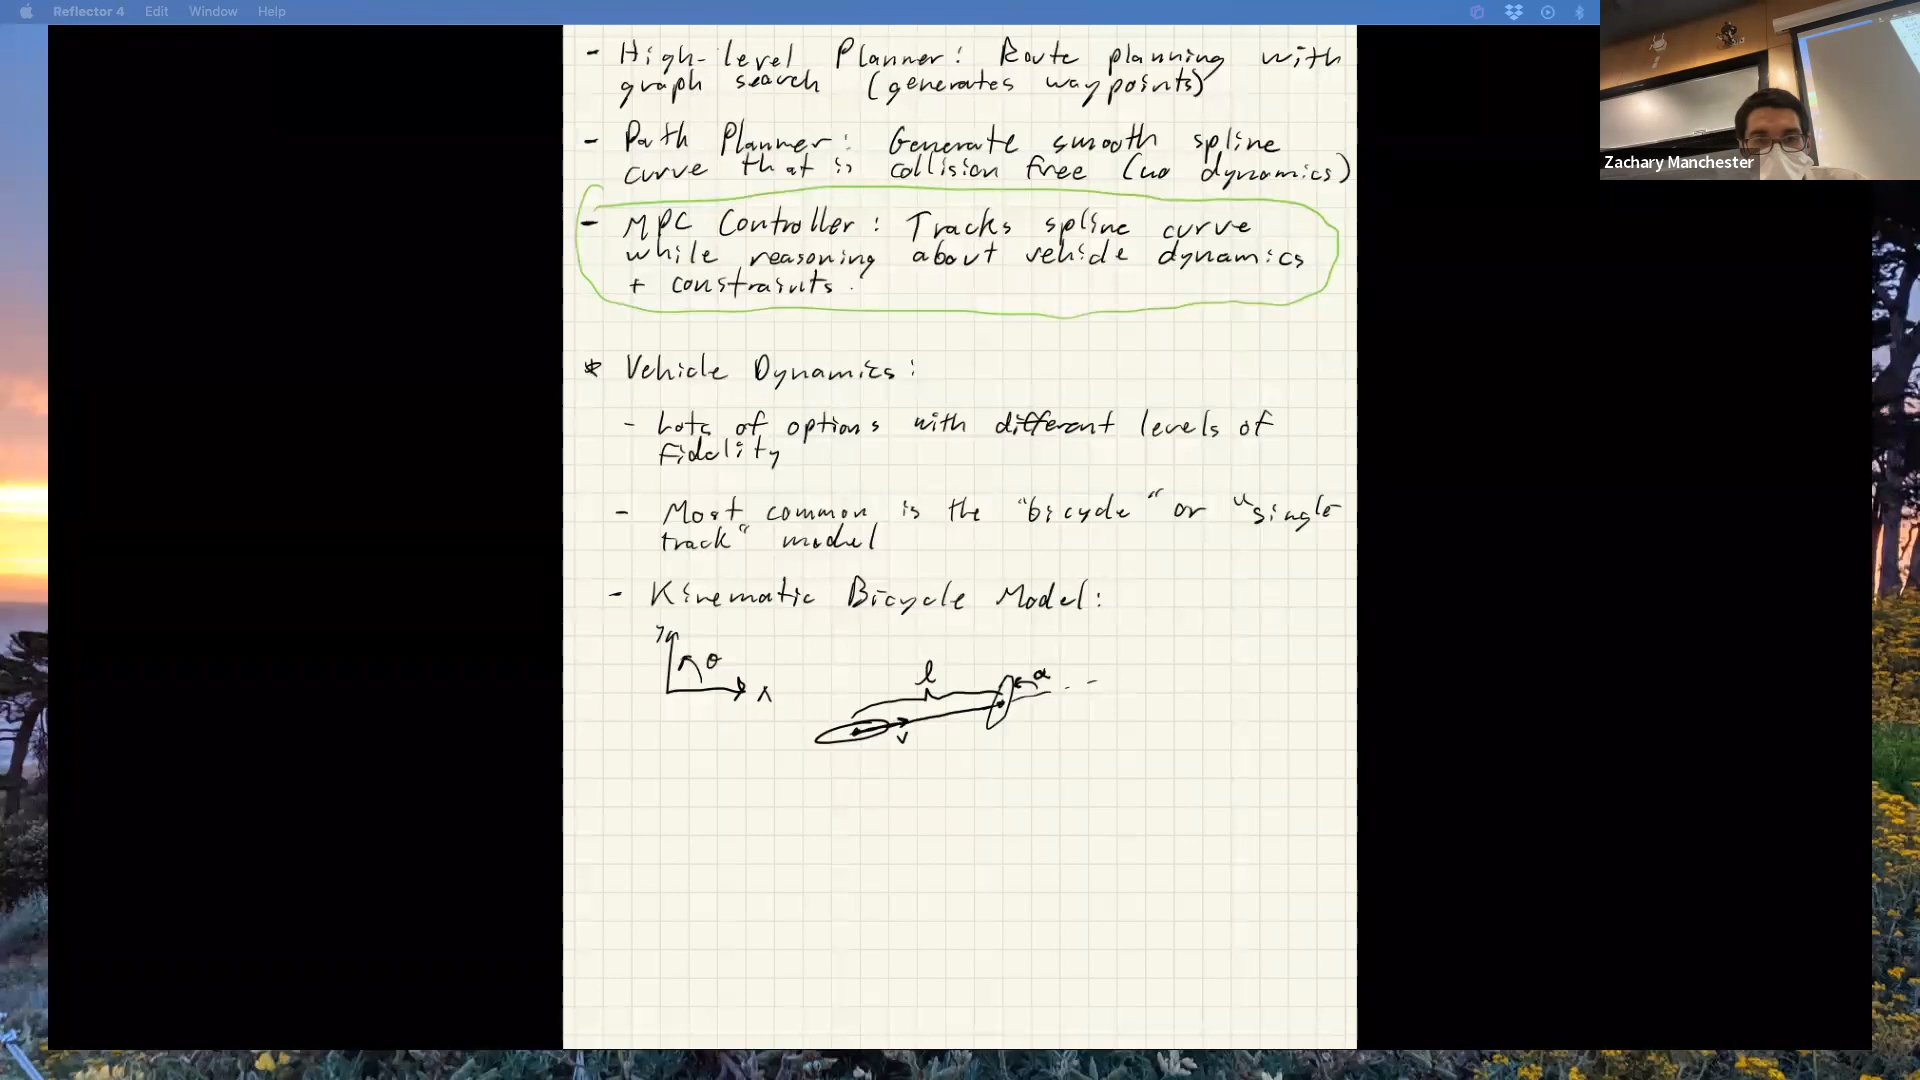 Reflector 4 Edit Window Help
- High-level Planner: Route planning with
graph search (generates waypoints)
- Path Planner: Generate smooth spline
curve that is collision free (no dynamics)
- MPC Controller: Tracks spline curve
while reasoning about vehicle dynamics
+ constraints.
* Vehicle Dynamics:
- Lots of options with different levels of
fidelity
- Most common is the "bicycle" or "single
track" model
- Kinematic Bicycle Model:
y
θ
x
l
α
v
Zachary Manchester